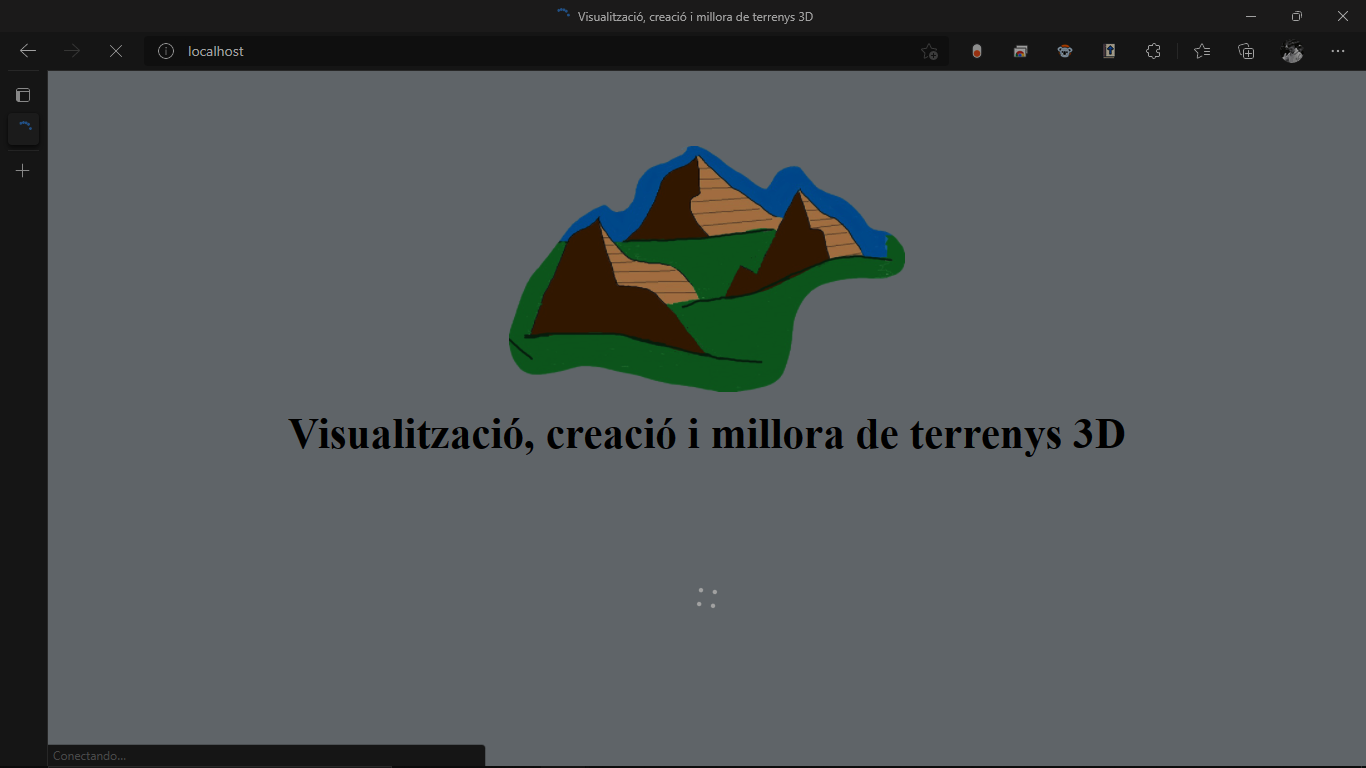 Visualització, creació i millora de terrenys 3D
localhost
Visualització, creació i millora de terrenys 3D
Conectando...